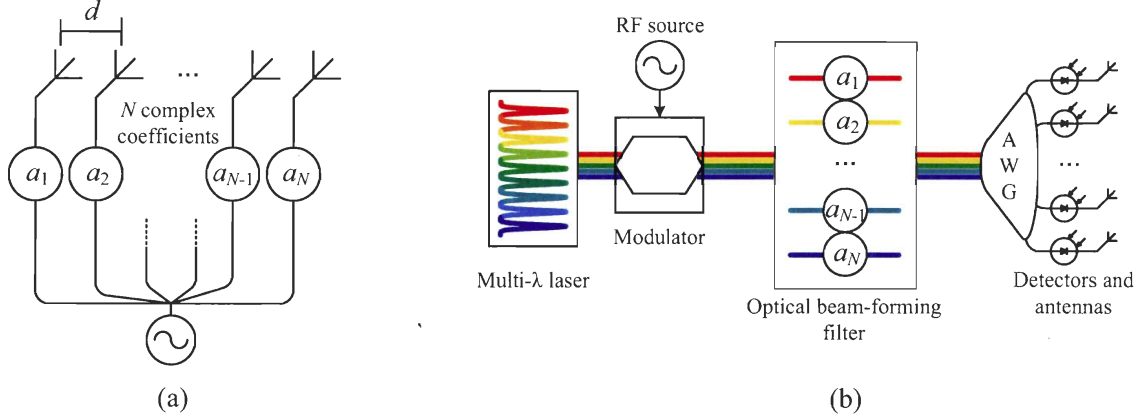 d
...
N complex
coefficients
a1
a2
aN-1
aN
(a)
RF source
Multi-λ laser
Modulator
a1
a2
...
aN-1
aN
Optical beam-forming
filter
A
W
G
...
Detectors and
antennas
(b)